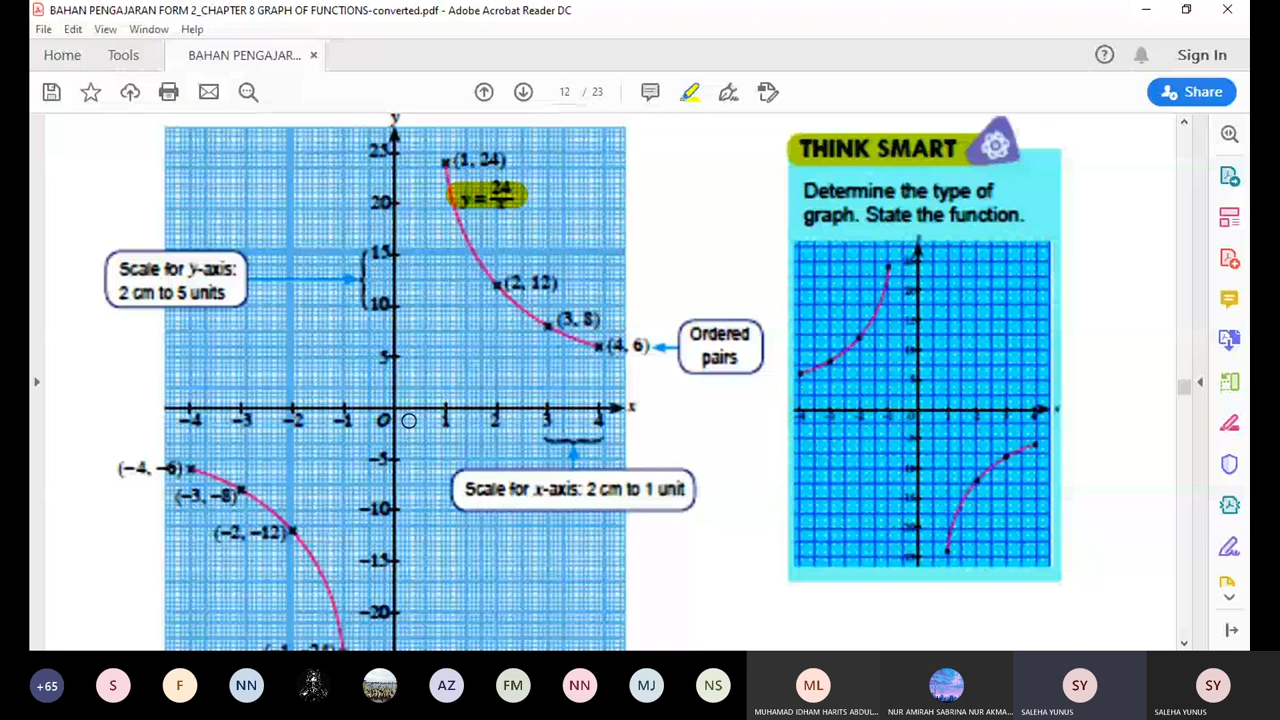 BAHAN PENGAJARAN FORM 2_CHAPTER 8 GRAPH OF FUNCTIONS-converted.pdf - Adobe Acrobat Reader DC
File Edit View Window Help
Home Tools BAHAN PENGAJAR... × Sign In
12 / 23 Share
y
25
(1, 24)
y = 24/x
20
15
Scale for y-axis:
2 cm to 5 units
10
(2, 12)
(3, 8)
(4, 6)
Ordered
pairs
5
−4 −3 −2 −1 O 1 2 3 4 x
(−4, −6)
−5
(−3, −8)
Scale for x-axis: 2 cm to 1 unit
−10
(−2, −12)
−15
−20
THINK SMART
Determine the type of
graph. State the function.
+65 S F NN AZ FM NN MJ NS ML SY SY
MUHAMAD IDHAM HARITS ABDUL... NUR AMIRAH SABRINA NUR AKMA... SALEHA YUNUS SALEHA YUNUS